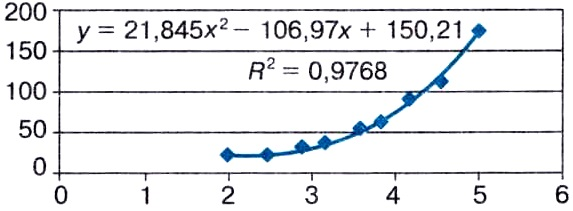 200
y = 21,845x² − 106,97x + 150,21
150
R² = 0,9768
100
50
0
0 1 2 3 4 5 6